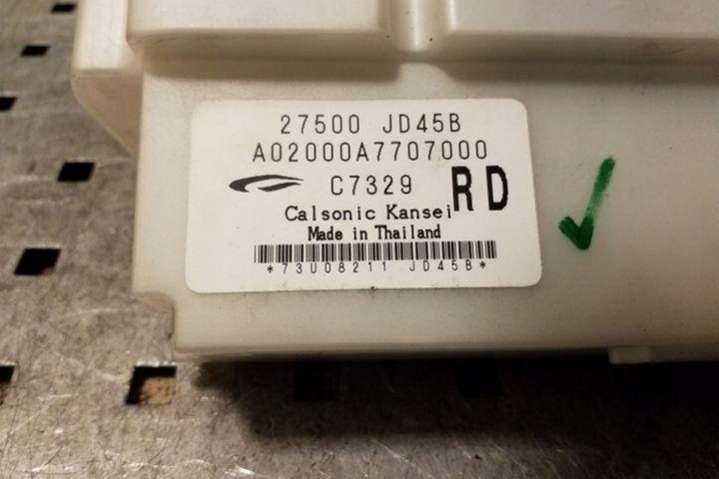 27500 JD45B
A02000A7707000
C7329 RD
Calsonic Kansei
Made in Thailand
*73U08211 JD45B*